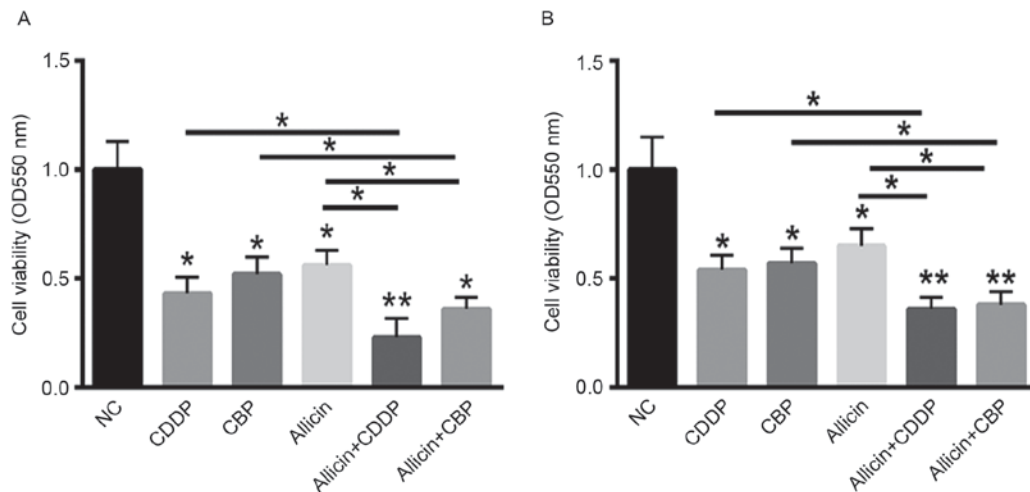 A
Cell viability (OD550 nm)
1.5
1.0
0.5
0.0
*
*
*
*
*
*
*
**
*
NC
CDDP
CBP
Allicin
Allicin+CDDP
Allicin+CBP
B
Cell viability (OD550 nm)
1.5
1.0
0.5
0.0
*
*
*
*
*
*
*
**
**
NC
CDDP
CBP
Allicin
Allicin+CDDP
Allicin+CBP